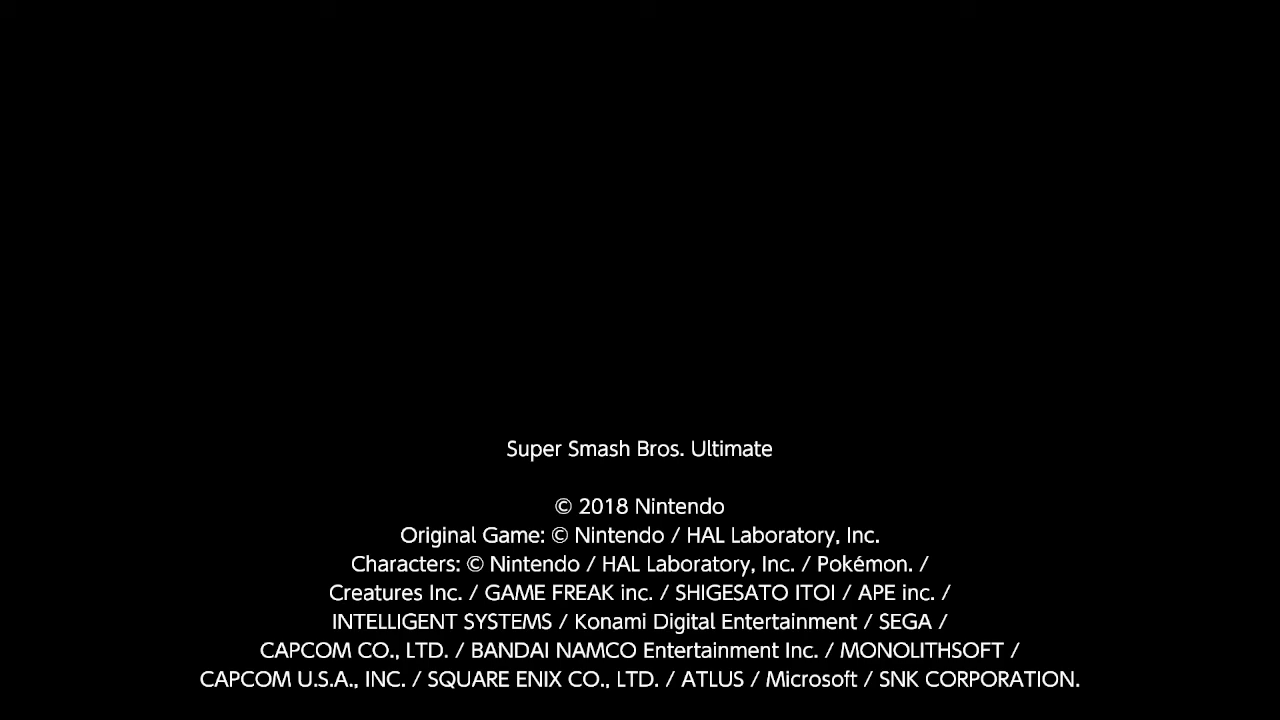 Super Smash Bros. Ultimate
© 2018 Nintendo
Original Game: © Nintendo / HAL Laboratory, Inc.
Characters: © Nintendo / HAL Laboratory, Inc. / Pokémon. /
Creatures Inc. / GAME FREAK inc. / SHIGESATO ITOI / APE inc. /
INTELLIGENT SYSTEMS / Konami Digital Entertainment / SEGA /
CAPCOM CO., LTD. / BANDAI NAMCO Entertainment Inc. / MONOLITHSOFT /
CAPCOM U.S.A., INC. / SQUARE ENIX CO., LTD. / ATLUS / Microsoft / SNK CORPORATION.